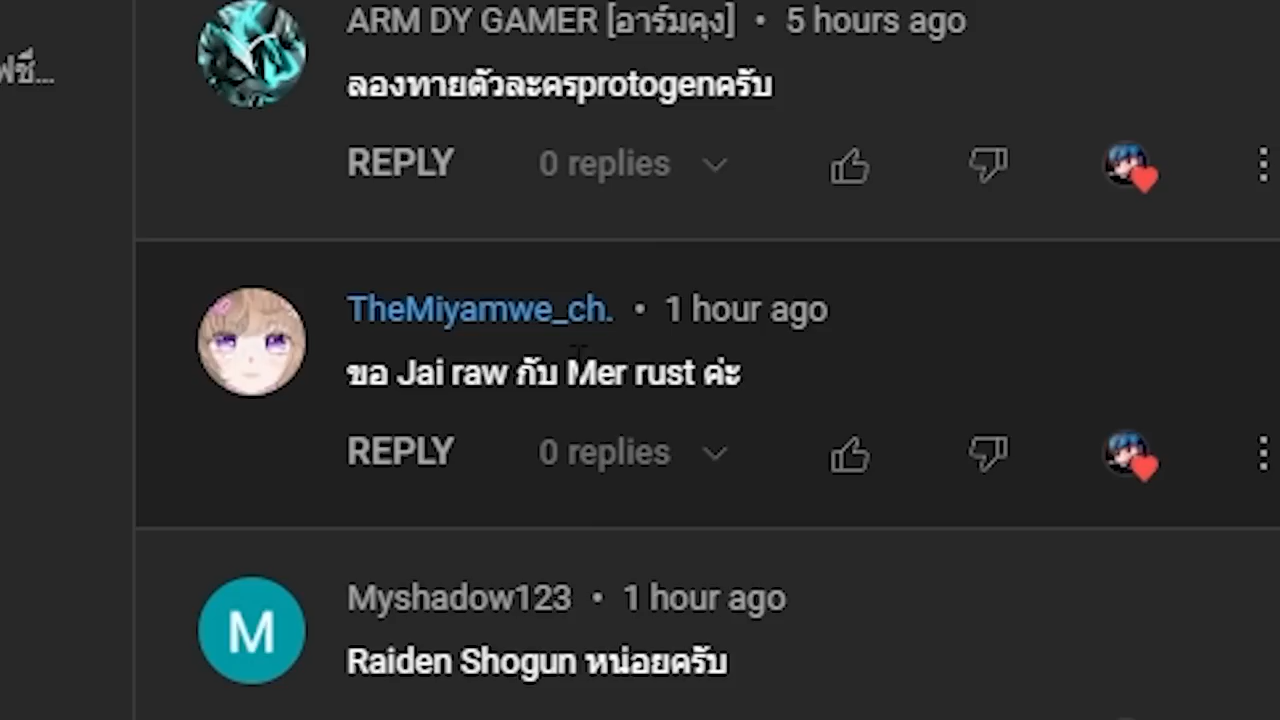 ARM DY GAMER [อาร์มคุง] • 5 hours ago
ลองทายตัวละครprotogenครับ
REPLY 0 replies
TheMiyamwe_ch. • 1 hour ago
ขอ Jai raw กับ Mer rust ค่ะ
REPLY 0 replies
M
Myshadow123 • 1 hour ago
Raiden Shogun หน่อยครับ